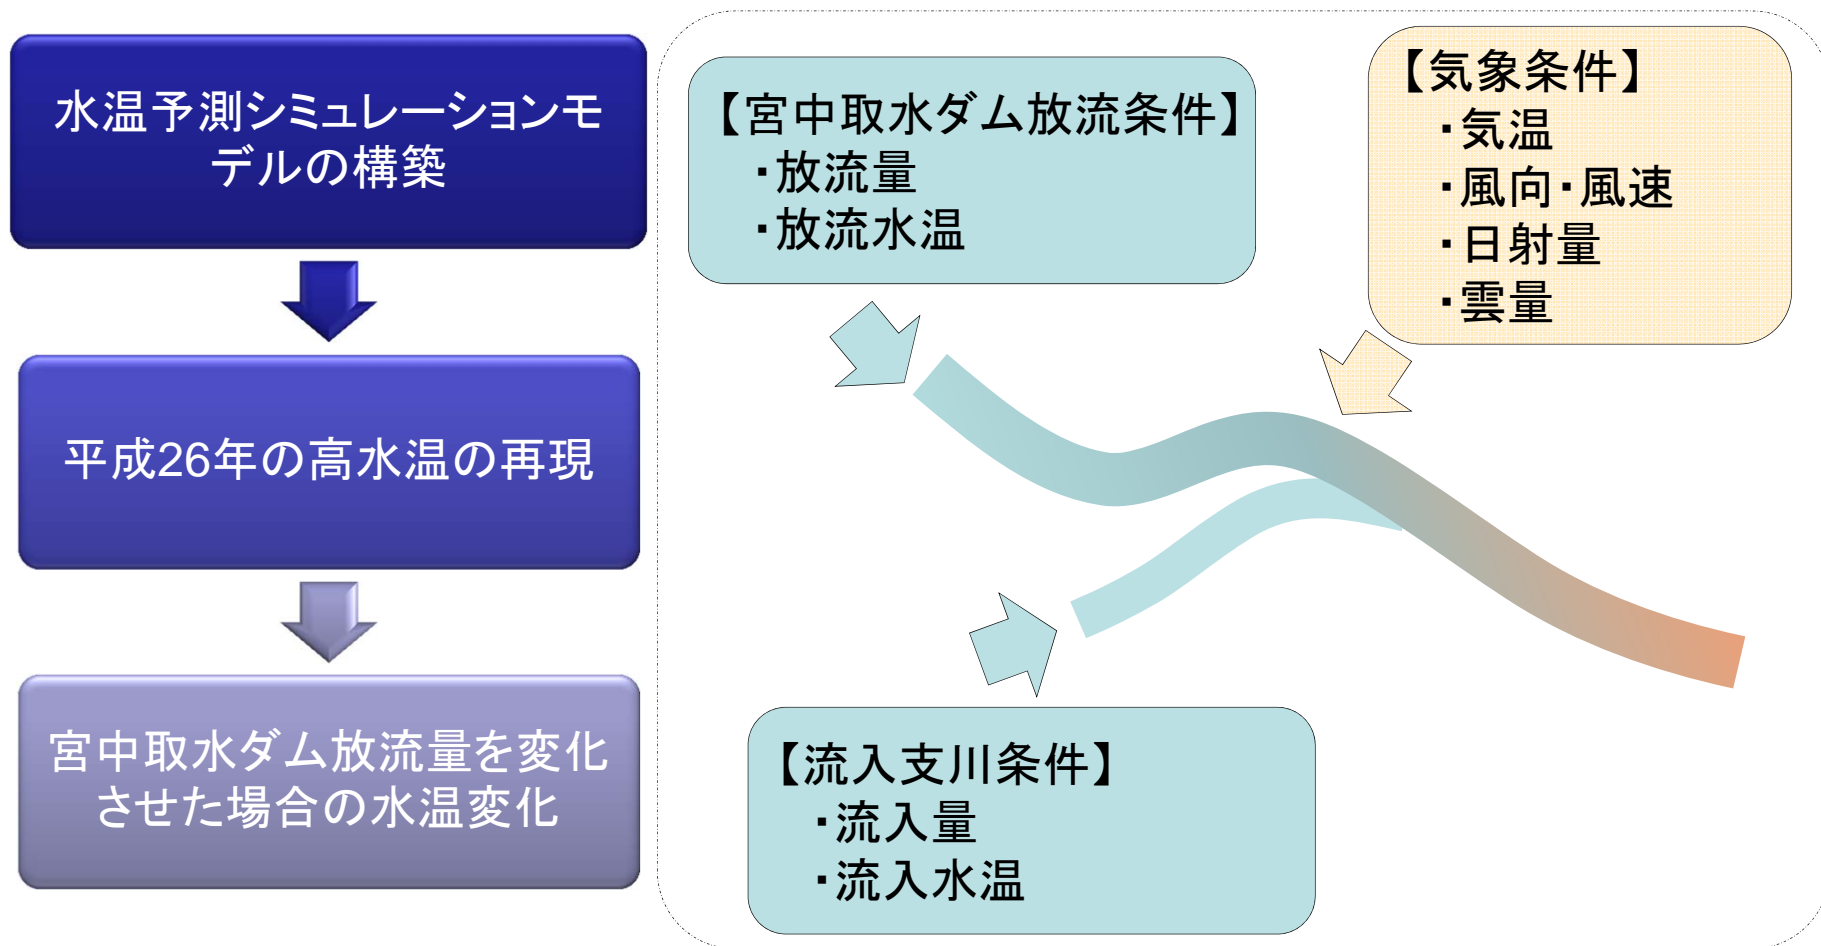 水温予測シミュレーションモ
デルの構築
平成26年の高水温の再現
宮中取水ダム放流量を変化
させた場合の水温変化
【宮中取水ダム放流条件】
・放流量
・放流水温
【気象条件】
・気温
・風向・風速
・日射量
・雲量
【流入支川条件】
・流入量
・流入水温